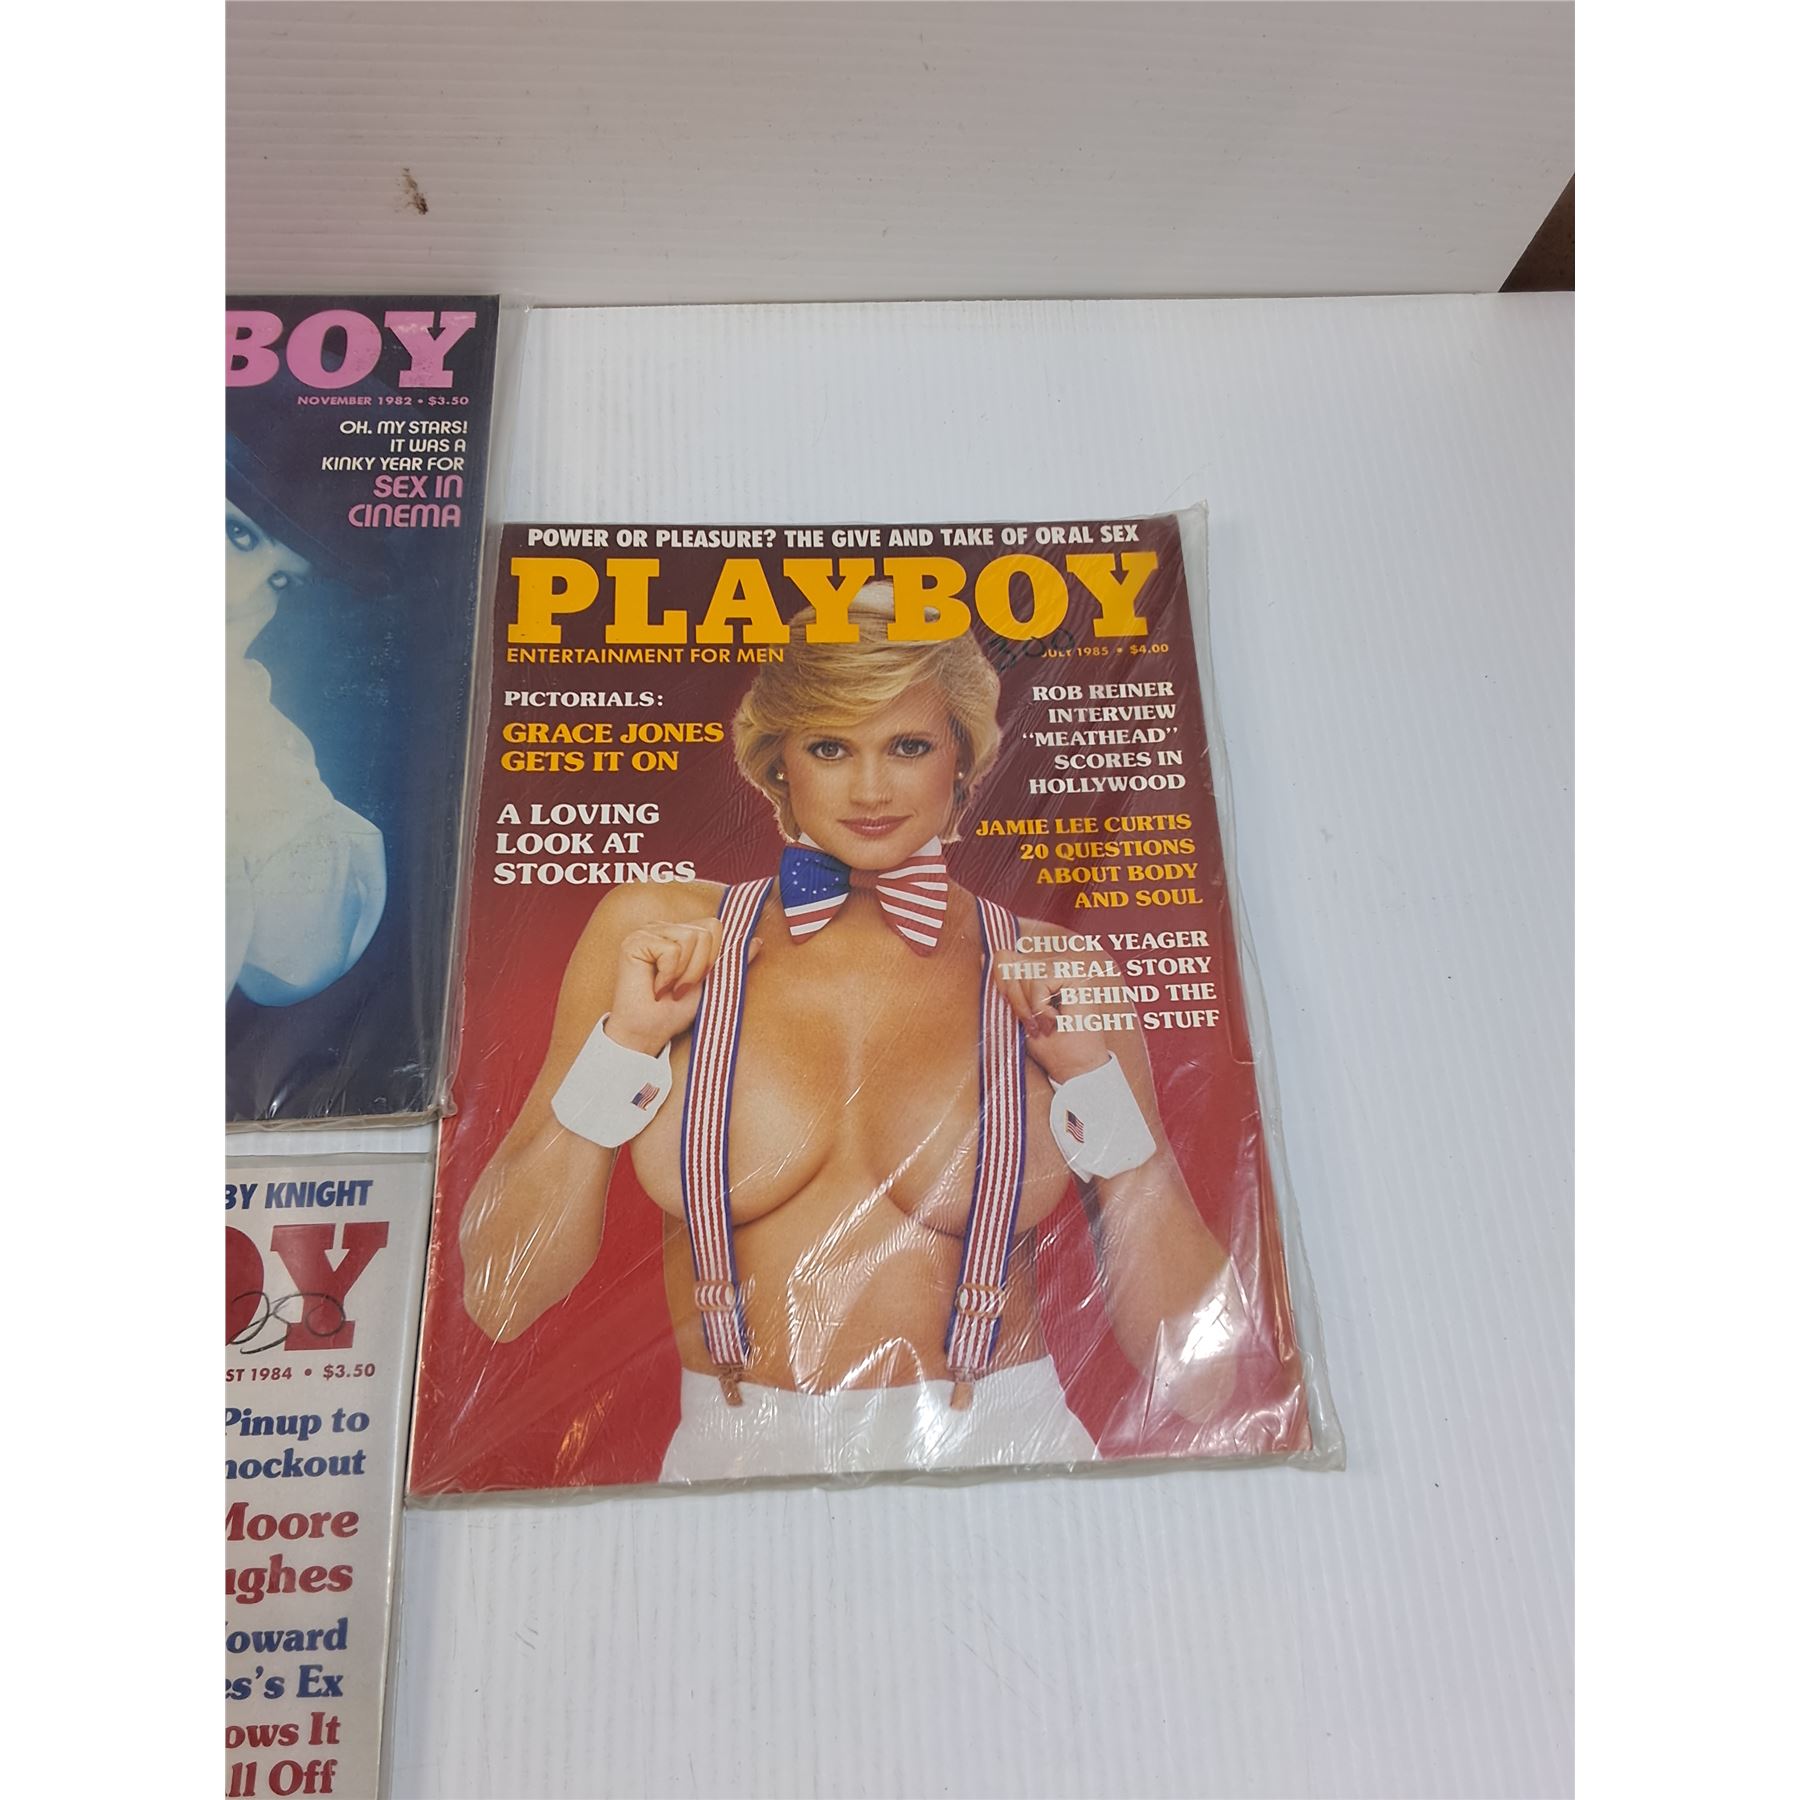 BOY
NOVEMBER 1982 • $3.50
OH, MY STARS!
IT WAS A
KINKY YEAR FOR
SEX IN
CINEMA
BY KNIGHT
OY
250
ST 1984 • $3.50
Pinup to
nockout
Moore
ughes
oward
es's Ex
ows It
ll Off
POWER OR PLEASURE? THE GIVE AND TAKE OF ORAL SEX
PLAYBOY
ENTERTAINMENT FOR MEN
300
JULY 1985 • $4.00
PICTORIALS:
GRACE JONES
GETS IT ON
A LOVING
LOOK AT
STOCKINGS
ROB REINER
INTERVIEW
"MEATHEAD"
SCORES IN
HOLLYWOOD
JAMIE LEE CURTIS
20 QUESTIONS
ABOUT BODY
AND SOUL
CHUCK YEAGER
THE REAL STORY
BEHIND THE
RIGHT STUFF